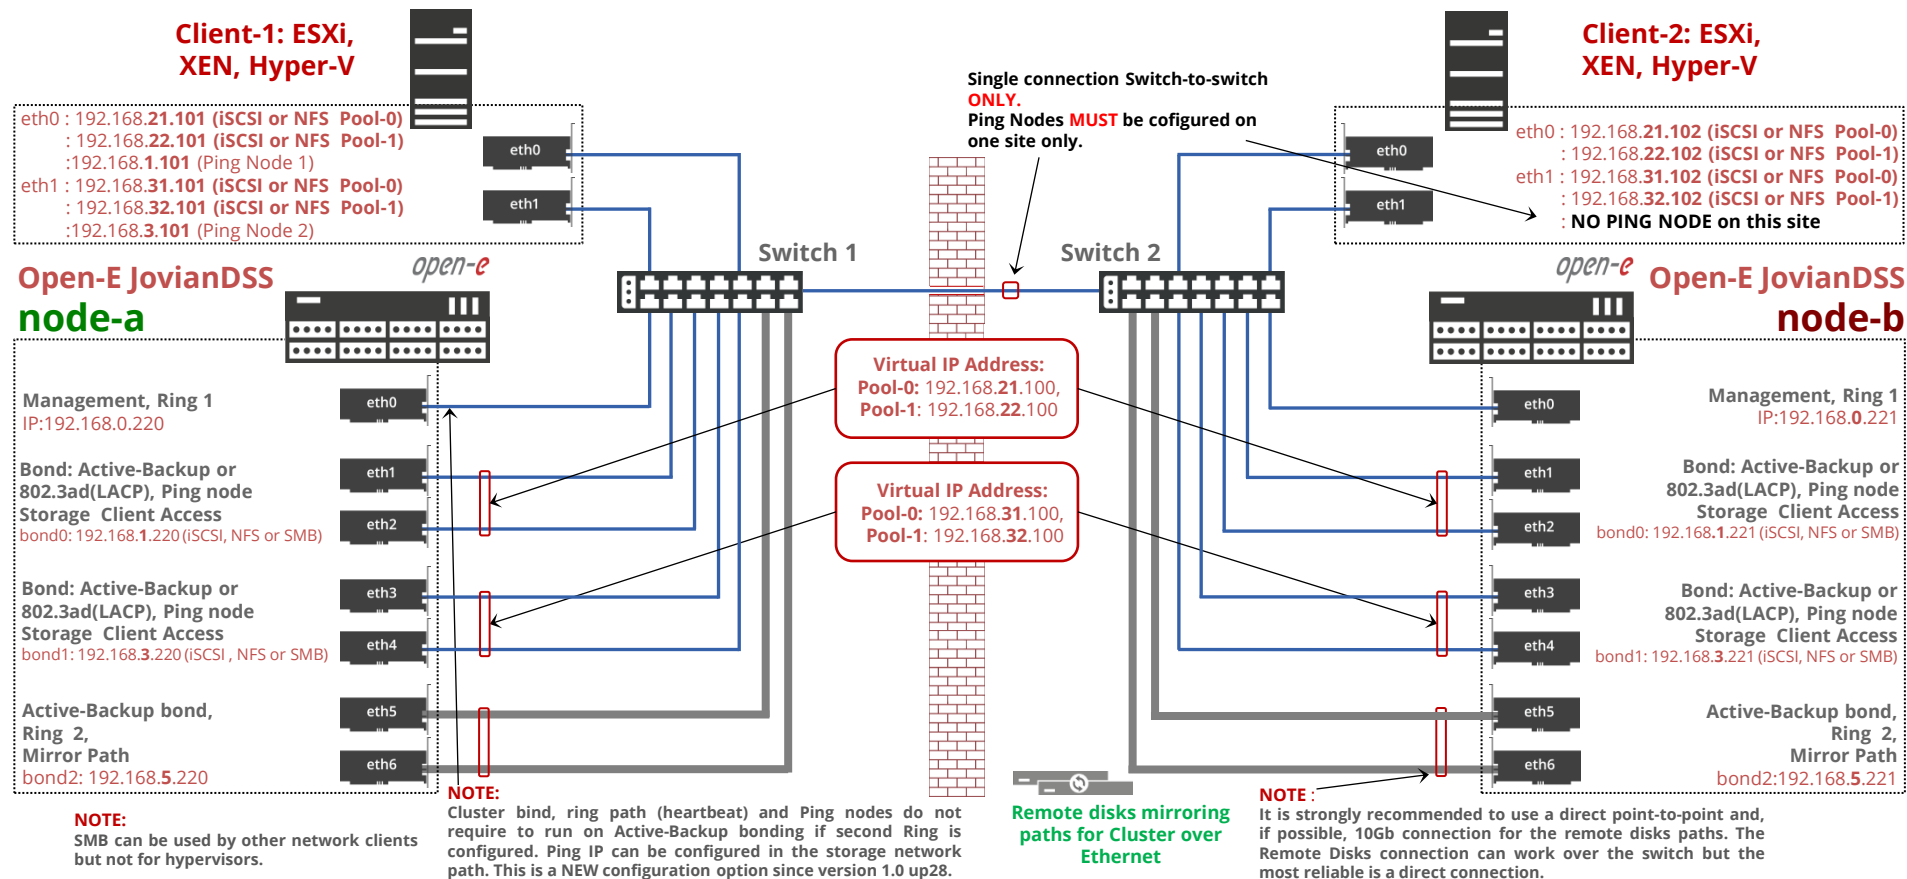 Client-1: ESXi,
XEN, Hyper-V
eth0 : 192.168.21.101 (iSCSI or NFS Pool-0)
: 192.168.22.101 (iSCSI or NFS Pool-1)
:192.168.1.101 (Ping Node 1)
eth1 : 192.168.31.101 (iSCSI or NFS Pool-0)
: 192.168.32.101 (iSCSI or NFS Pool-1)
:192.168.3.101 (Ping Node 2)
eth0
eth1
Single connection Switch-to-switch
ONLY.
Ping Nodes MUST be cofigured on
one site only.
Client-2: ESXi,
XEN, Hyper-V
eth0
eth1
eth0 : 192.168.21.102 (iSCSI or NFS Pool-0)
: 192.168.22.102 (iSCSI or NFS Pool-1)
eth1 : 192.168.31.102 (iSCSI or NFS Pool-0)
: 192.168.32.102 (iSCSI or NFS Pool-1)
: NO PING NODE on this site
Switch 1
Switch 2
open-e
Open-E JovianDSS
node-a
open-e
Open-E JovianDSS
node-b
Management, Ring 1
IP:192.168.0.220
eth0
Bond: Active-Backup or
802.3ad(LACP), Ping node
Storage Client Access
bond0: 192.168.1.220 (iSCSI, NFS or SMB)
eth1
eth2
Bond: Active-Backup or
802.3ad(LACP), Ping node
Storage Client Access
bond1: 192.168.3.220 (iSCSI , NFS or SMB)
eth3
eth4
Active-Backup bond,
Ring 2,
Mirror Path
bond2: 192.168.5.220
eth5
eth6
Virtual IP Address:
Pool-0: 192.168.21.100,
Pool-1: 192.168.22.100
Virtual IP Address:
Pool-0: 192.168.31.100,
Pool-1: 192.168.32.100
eth0
Management, Ring 1
IP:192.168.0.221
eth1
eth2
Bond: Active-Backup or
802.3ad(LACP), Ping node
Storage Client Access
bond0: 192.168.1.221 (iSCSI, NFS or SMB)
eth3
eth4
Bond: Active-Backup or
802.3ad(LACP), Ping node
Storage Client Access
bond1: 192.168.3.221 (iSCSI, NFS or SMB)
eth5
eth6
Active-Backup bond,
Ring 2,
Mirror Path
bond2:192.168.5.221
NOTE:
SMB can be used by other network clients
but not for hypervisors.
NOTE:
Cluster bind, ring path (heartbeat) and Ping nodes do not
require to run on Active-Backup bonding if second Ring is
configured. Ping IP can be configured in the storage network
path. This is a NEW configuration option since version 1.0 up28.
Remote disks mirroring
paths for Cluster over
Ethernet
NOTE :
It is strongly recommended to use a direct point-to-point and,
if possible, 10Gb connection for the remote disks paths. The
Remote Disks connection can work over the switch but the
most reliable is a direct connection.